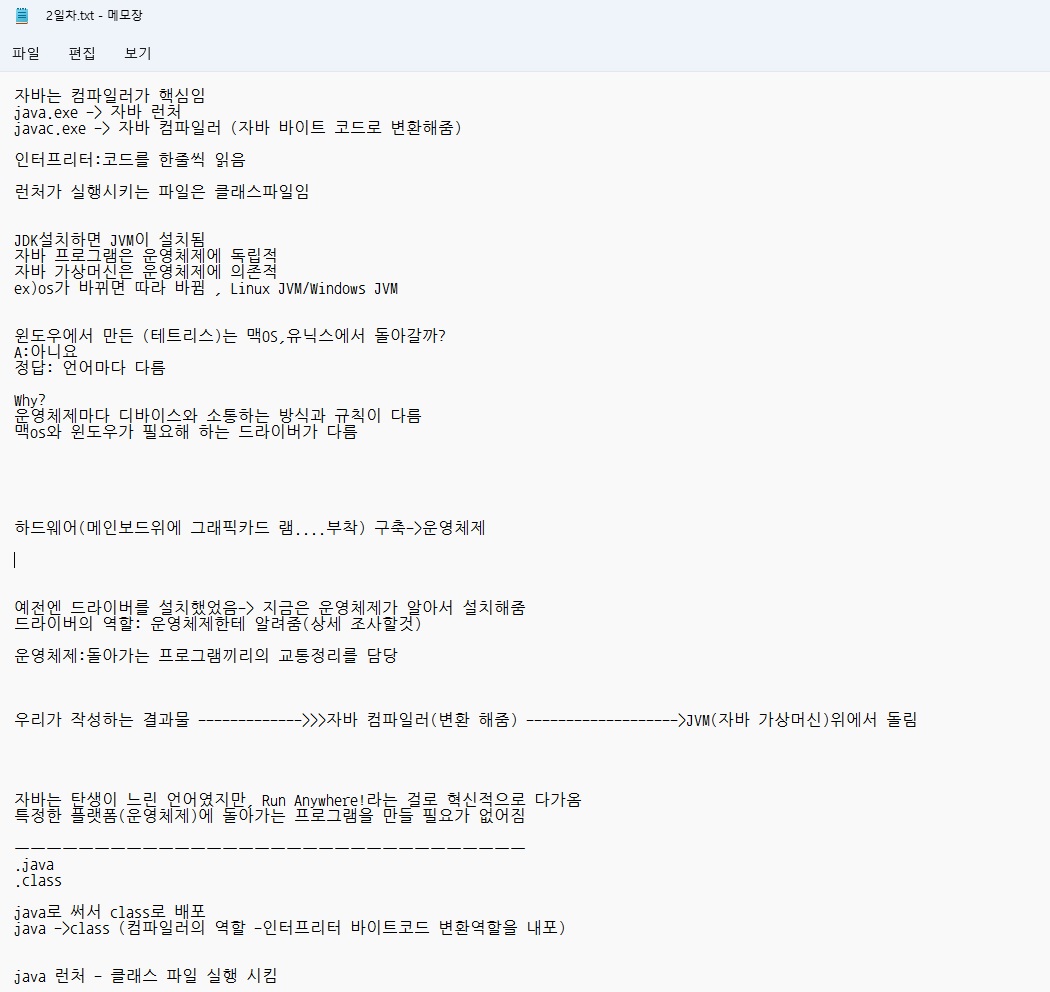 2일차.txt - 메모장
파일 편집 보기
자바는 컴파일러가 핵심임
java.exe -> 자바 런처
javac.exe -> 자바 컴파일러 (자바 바이트 코드로 변환해줌)
인터프리터:코드를 한줄씩 읽음
런처가 실행시키는 파일은 클래스파일임
JDK설치하면 JVM이 설치됨
자바 프로그램은 운영체제에 독립적
자바 가상머신은 운영체제에 의존적
ex)os가 바뀌면 따라 바뀜 , Linux JVM/Windows JVM
윈도우에서 만든 (테트리스)는 맥OS,유닉스에서 돌아갈까?
A:아니요
정답: 언어마다 다름
Why?
운영체제마다 디바이스와 소통하는 방식과 규칙이 다름
맥os와 윈도우가 필요해 하는 드라이버가 다름
하드웨어(메인보드위에 그래픽카드 램....부착) 구축->운영체제
예전엔 드라이버를 설치했었음-> 지금은 운영체제가 알아서 설치해줌
드라이버의 역할: 운영체제한테 알려줌(상세 조사할것)
운영체제:돌아가는 프로그램끼리의 교통정리를 담당
우리가 작성하는 결과물 ------------->>>자바 컴파일러(변환 해줌) ------------------->JVM(자바 가상머신)위에서 돌림
자바는 탄생이 느린 언어였지만, Run Anywhere!라는 걸로 혁신적으로 다가옴
특정한 플랫폼(운영체제)에 돌아가는 프로그램을 만들 필요가 없어짐
ㅡㅡㅡㅡㅡㅡㅡㅡㅡㅡㅡㅡㅡㅡㅡㅡㅡㅡㅡㅡㅡㅡㅡㅡㅡㅡㅡㅡㅡㅡㅡㅡ
.java
.class
java로 써서 class로 배포
java ->class (컴파일러의 역할 -인터프리터 바이트코드 변환역할을 내포)
java 런처 - 클래스 파일 실행 시킴